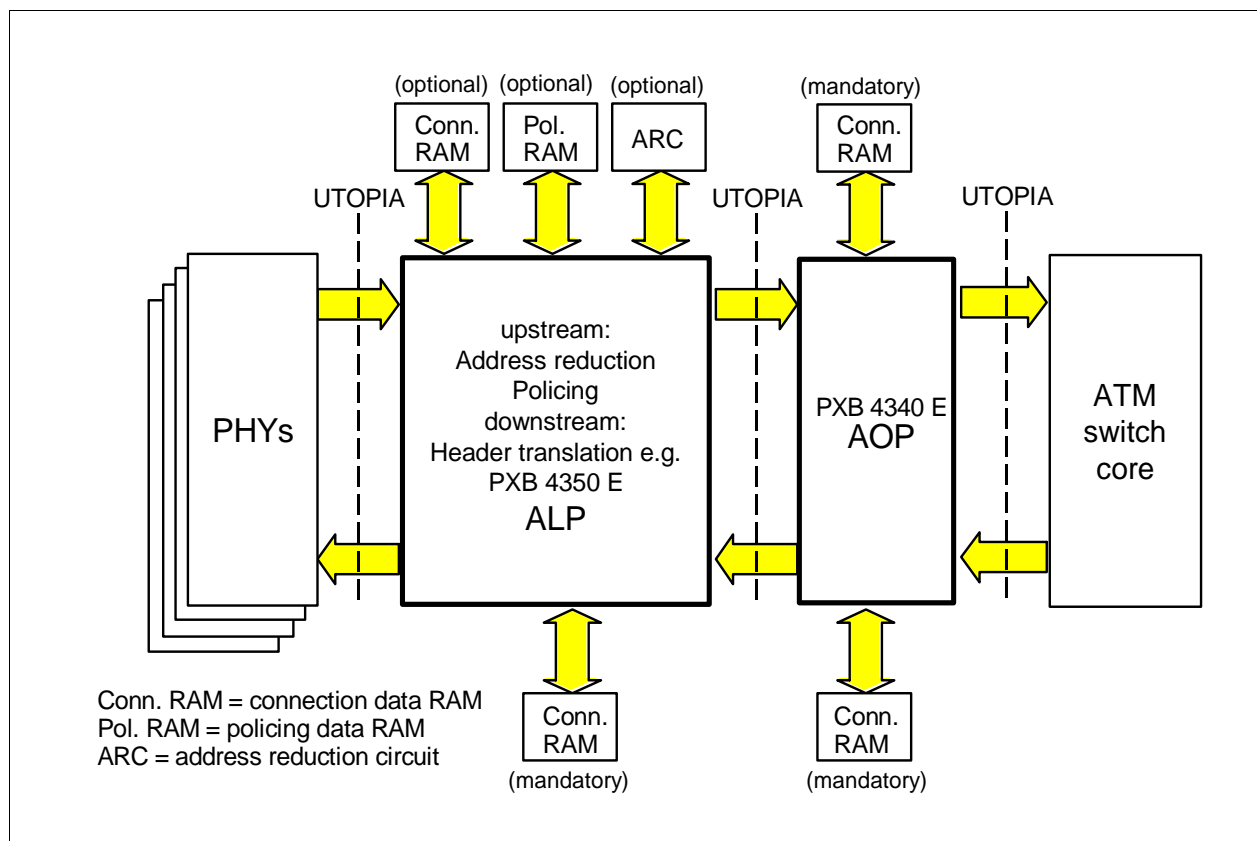 (optional) (optional) (optional) (mandatory)
Conn.
RAM
Pol.
RAM
ARC
Conn.
RAM
UTOPIA
UTOPIA
UTOPIA
PHYs
upstream:
Address reduction
Policing
downstream:
Header translation e.g.
PXB 4350 E
ALP
PXB 4340 E
AOP
ATM
switch
core
Conn. RAM = connection data RAM
Pol. RAM = policing data RAM
ARC = address reduction circuit
Conn.
RAM
(mandatory)
Conn.
RAM
(mandatory)